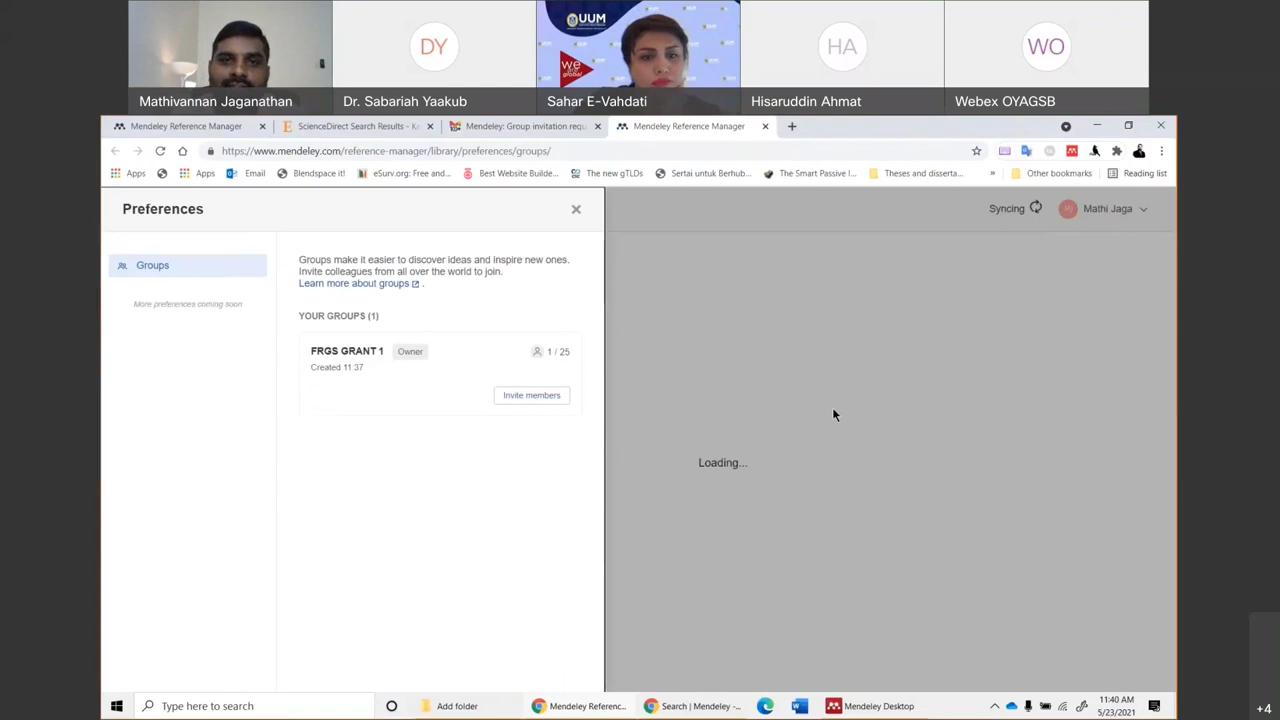 DY
UUM
we
HA
WO
Mathivannan Jaganathan
Dr. Sabariah Yaakub
Sahar E-Vahdati
Hisaruddin Ahmat
Webex OYAGSB
Mendeley Reference Manager
ScienceDirect Search Results - Ke
Mendeley: Group invitation requ
Mendeley Reference Manager
https://www.mendeley.com/reference-manager/library/preferences/groups/
Apps
Apps
Email
Blendspace it!
eSurv.org: Free and...
Best Website Builde...
The new gTLDs
Sertai untuk Berhub...
The Smart Passive I...
Theses and disserta...
»
Other bookmarks
Reading list
Preferences
Syncing
MJ
Mathi Jaga
Groups
More preferences coming soon
Groups make it easier to discover ideas and inspire new ones.
Invite colleagues from all over the world to join.
Learn more about groups .
YOUR GROUPS (1)
FRGS GRANT 1
Owner
1 / 25
Created 11:37
Invite members
Loading...
Type here to search
Add folder
Mendeley Referenc...
Search | Mendeley -...
Mendeley Desktop
11:40 AM
5/23/2021
+4